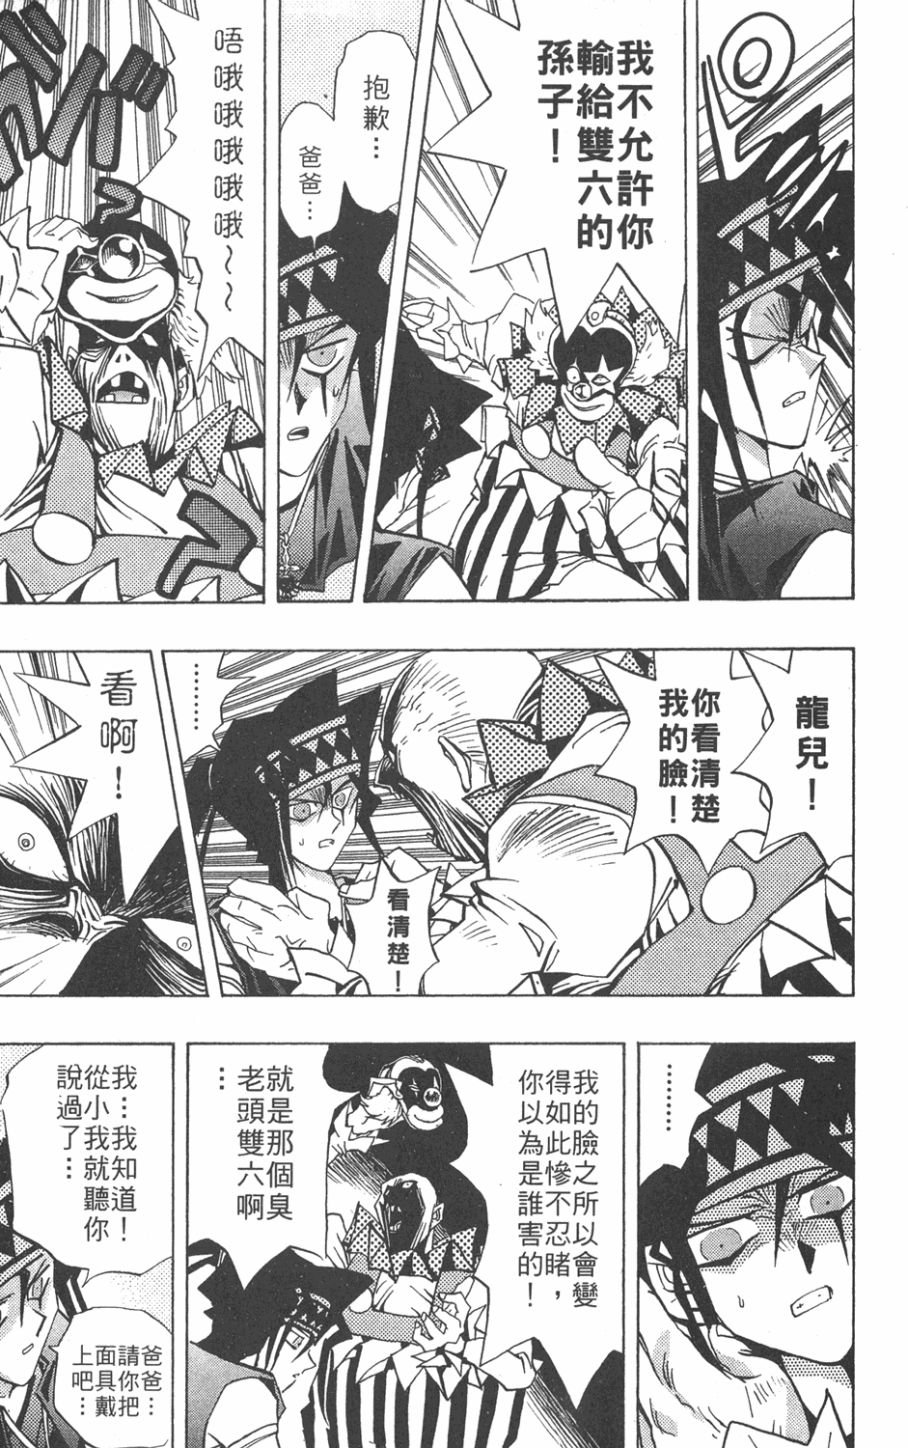 我不允許你
輸給雙六的
孫子！
抱歉…
爸爸…
唔哦哦哦哦哦～～
龍兒！
你看清楚
我的臉！
看清楚！
………
看啊！
………
我的臉之所以會變
得如此慘不忍睹，
你以為是誰害的！
就是那個臭
老頭雙六啊
…
我…我知道！
從小我就聽你
說過了…
爸爸…
請你把
面具戴
上吧…